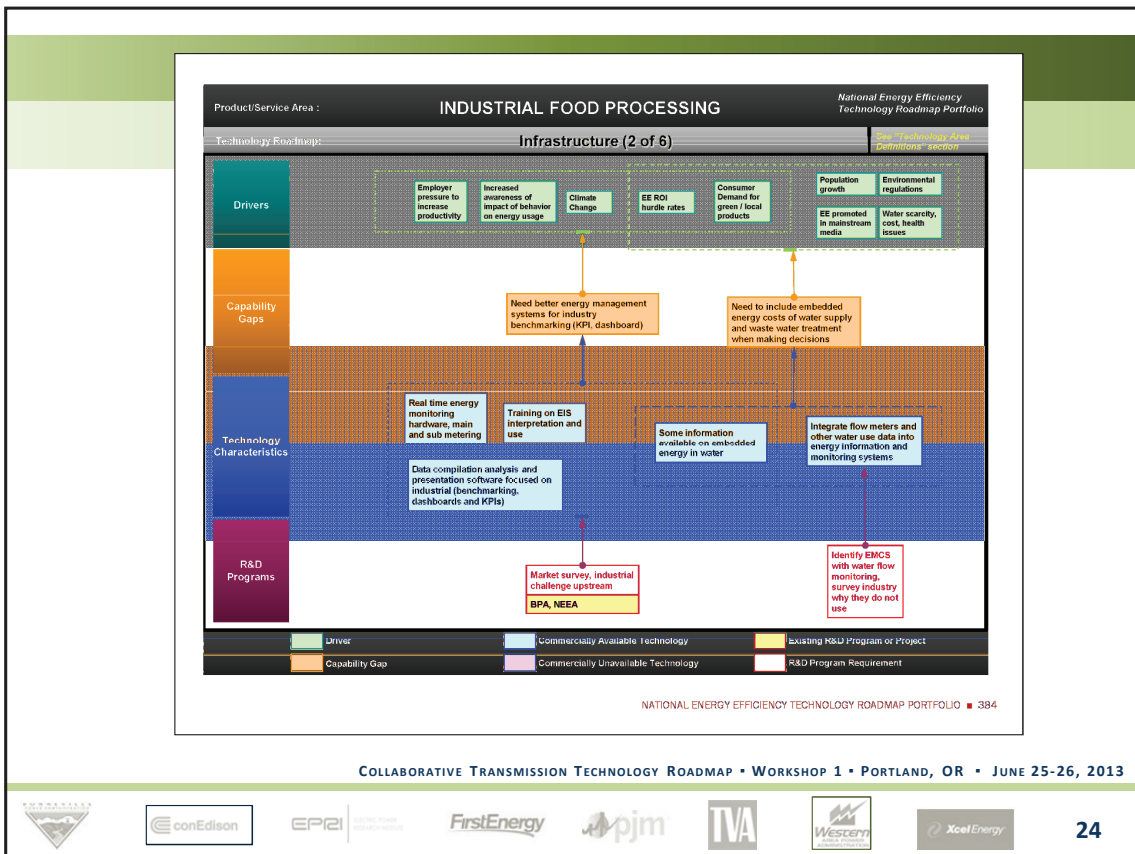 Product/Service Area :
INDUSTRIAL FOOD PROCESSING
National Energy Efficiency
Technology Roadmap Portfolio
Technology Roadmap:
Infrastructure (2 of 6)
See "Technology Area
Definitions" section
Drivers
Employer
pressure to
increase
productivity
Increased
awareness of
impact of behavior
on energy usage
Climate
Change
EE ROI
hurdle rates
Consumer
Demand for
green / local
products
Population
growth
Environmental
regulations
EE promoted
in mainstream
media
Water scarcity,
cost, health
issues
Capability
Gaps
Need better energy management
systems for industry
benchmarking (KPI, dashboard)
Need to include embedded
energy costs of water supply
and waste water treatment
when making decisions
Technology
Characteristics
Real time energy
monitoring
hardware, main
and sub metering
Training on EIS
interpretation and
use
Some information
available on embedded
energy in water
Integrate flow meters and
other water use data into
energy information and
monitoring systems
Data compilation analysis and
presentation software focused on
industrial (benchmarking,
dashboards and KPIs)
R&D
Programs
Market survey, industrial
challenge upstream
BPA, NEEA
Identify EMCS
with water flow
monitoring,
survey industry
why they do not
use
Driver
Commercially Available Technology
Existing R&D Program or Project
Capability Gap
Commercially Unavailable Technology
R&D Program Requirement
NATIONAL ENERGY EFFICIENCY TECHNOLOGY ROADMAP PORTFOLIO ■ 384
COLLABORATIVE TRANSMISSION TECHNOLOGY ROADMAP ▪ WORKSHOP 1 ▪ PORTLAND, OR ▪ JUNE 25-26, 2013
conEdison
EPRI
ELECTRIC POWER
RESEARCH INSTITUTE
FirstEnergy
pjm
TVA
Western
AREA POWER
ADMINISTRATION
Xcel Energy
24